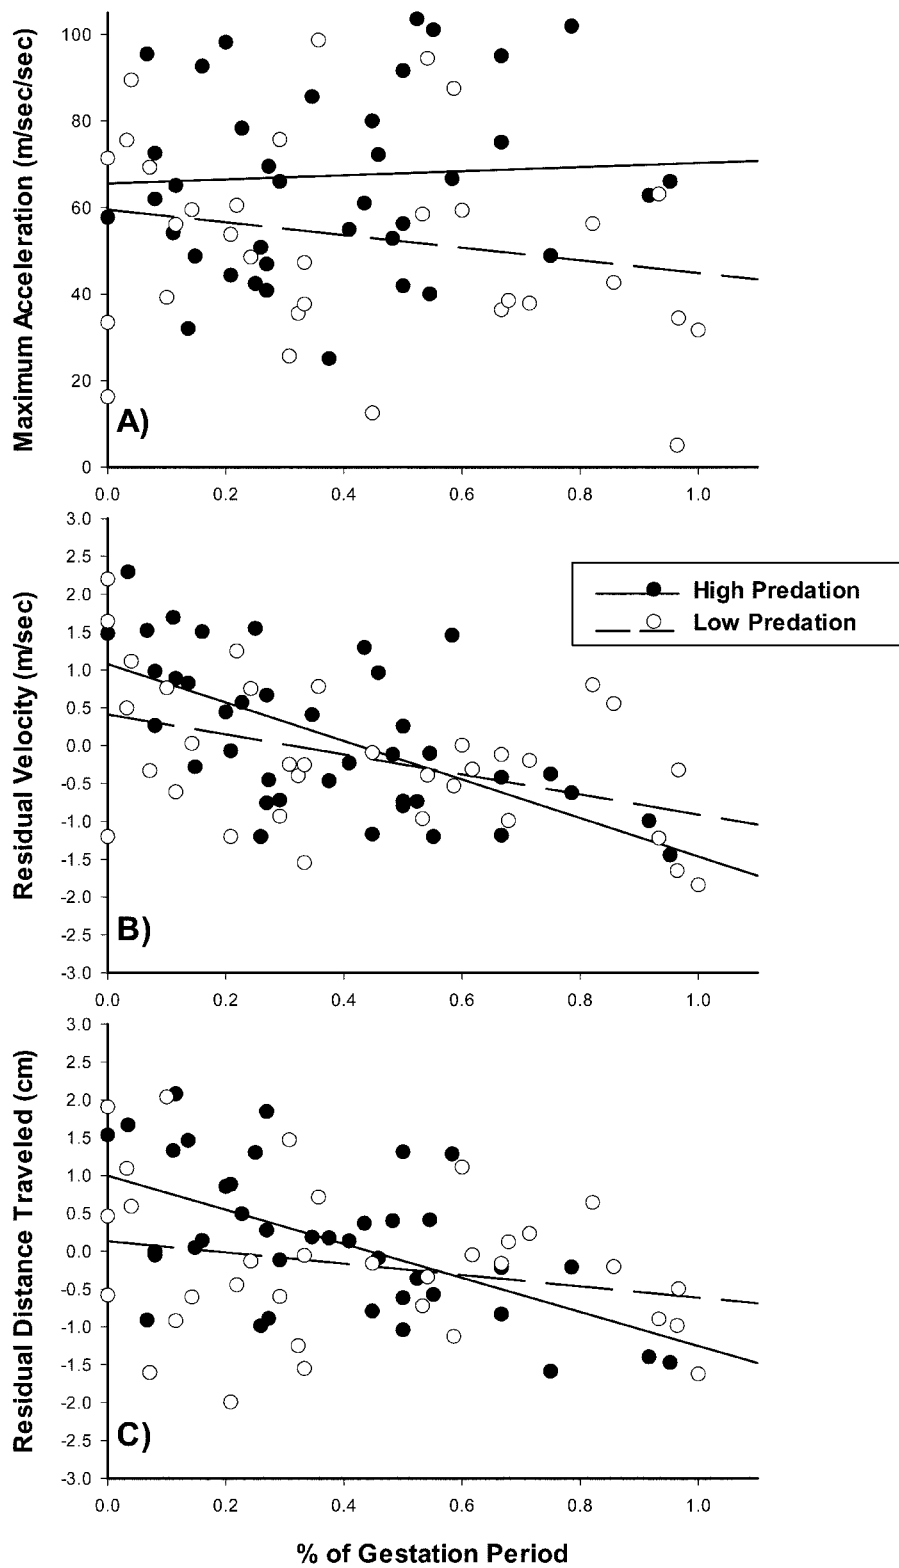 Maximum Acceleration (m/sec/sec)
100
80
60
40
20
0
A)
0.0 0.2 0.4 0.6 0.8 1.0
Residual Velocity (m/sec)
3.0
2.5
2.0
1.5
1.0
0.5
0.0
-0.5
-1.0
-1.5
-2.0
-2.5
-3.0
High Predation
Low Predation
B)
0.0 0.2 0.4 0.6 0.8 1.0
Residual Distance Traveled (cm)
3.0
2.5
2.0
1.5
1.0
0.5
0.0
-0.5
-1.0
-1.5
-2.0
-2.5
-3.0
C)
0.0 0.2 0.4 0.6 0.8 1.0
% of Gestation Period